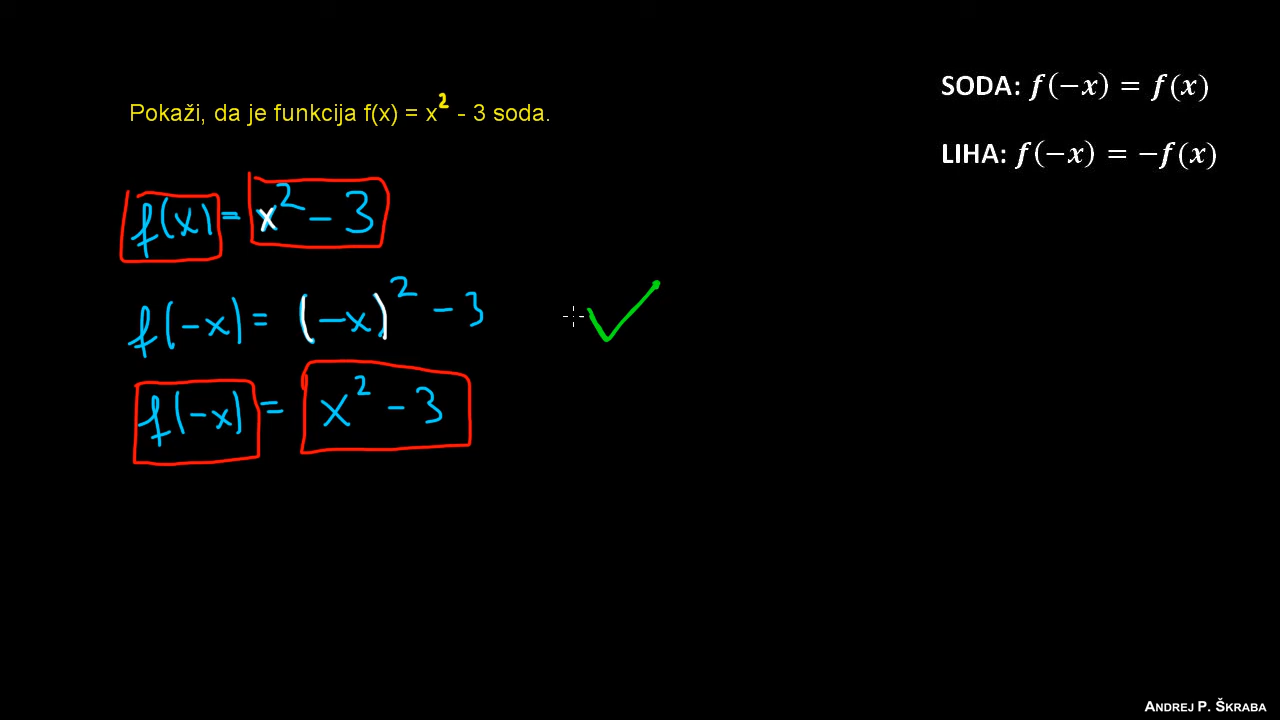 Pokaži, da je funkcija f(x) = x² - 3 soda.
SODA: f(−x) = f(x)
LIHA: f(−x) = −f(x)
f(x) = x² − 3
f(−x) = (−x)² − 3
f(−x) = x² − 3
ANDREJ P. ŠKRABA